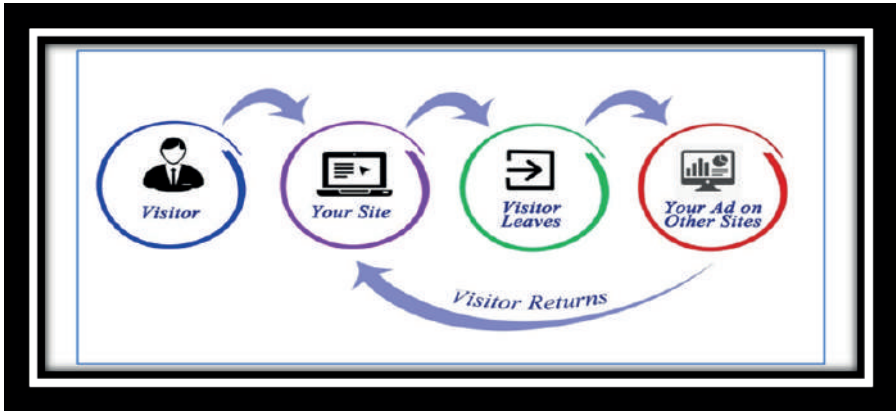 Visitor
Your Site
Visitor
Leaves
Your Ad on
Other Sites
Visitor Returns